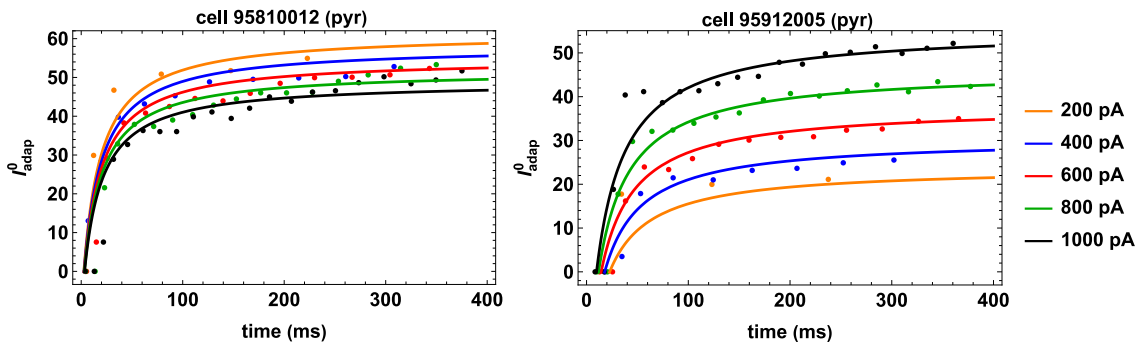 cell 95810012 (pyr)
60
50
40
30
20
10
0
I⁰adap
0 100 200 300 400
time (ms)
cell 95912005 (pyr)
50
40
30
20
10
0
I⁰adap
0 100 200 300 400
time (ms)
200 pA
400 pA
600 pA
800 pA
1000 pA